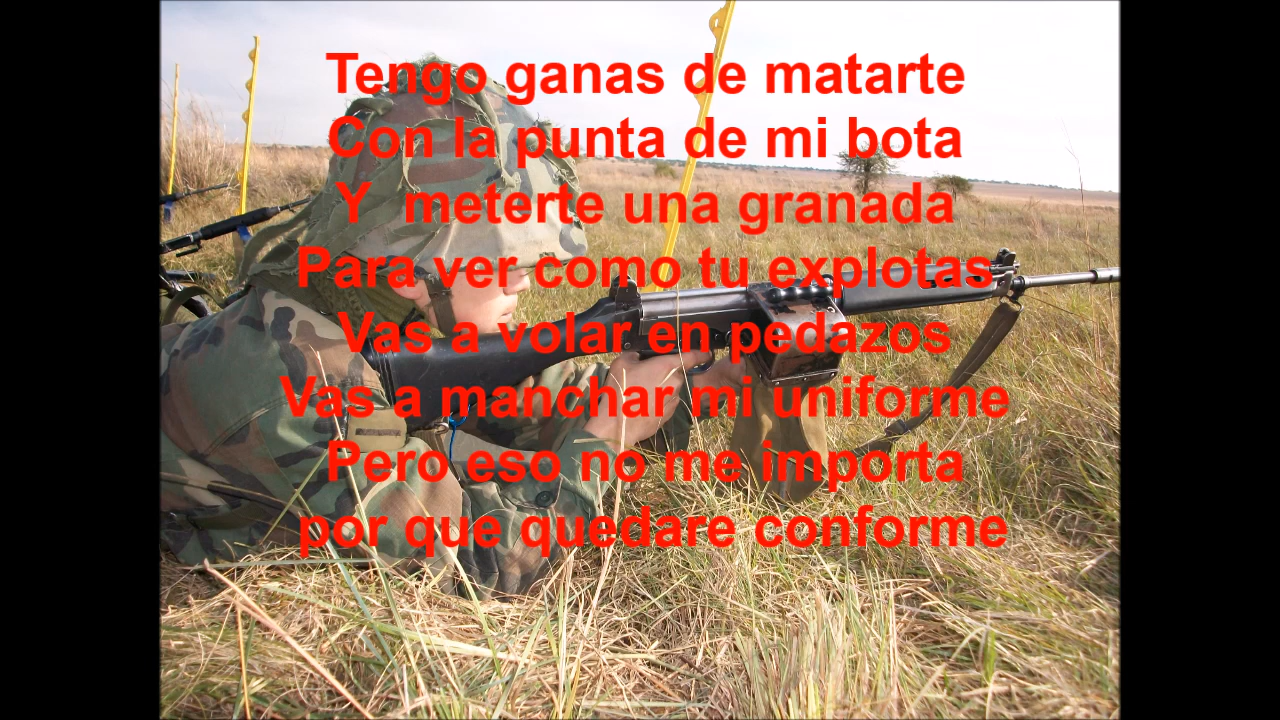 Tengo ganas de matarte
Con la punta de mi bota
Y meterte una granada
Para ver como tu explotas
Vas a volar en pedazos
Vas a manchar mi uniforme
Pero eso no me importa
por que quedare conforme